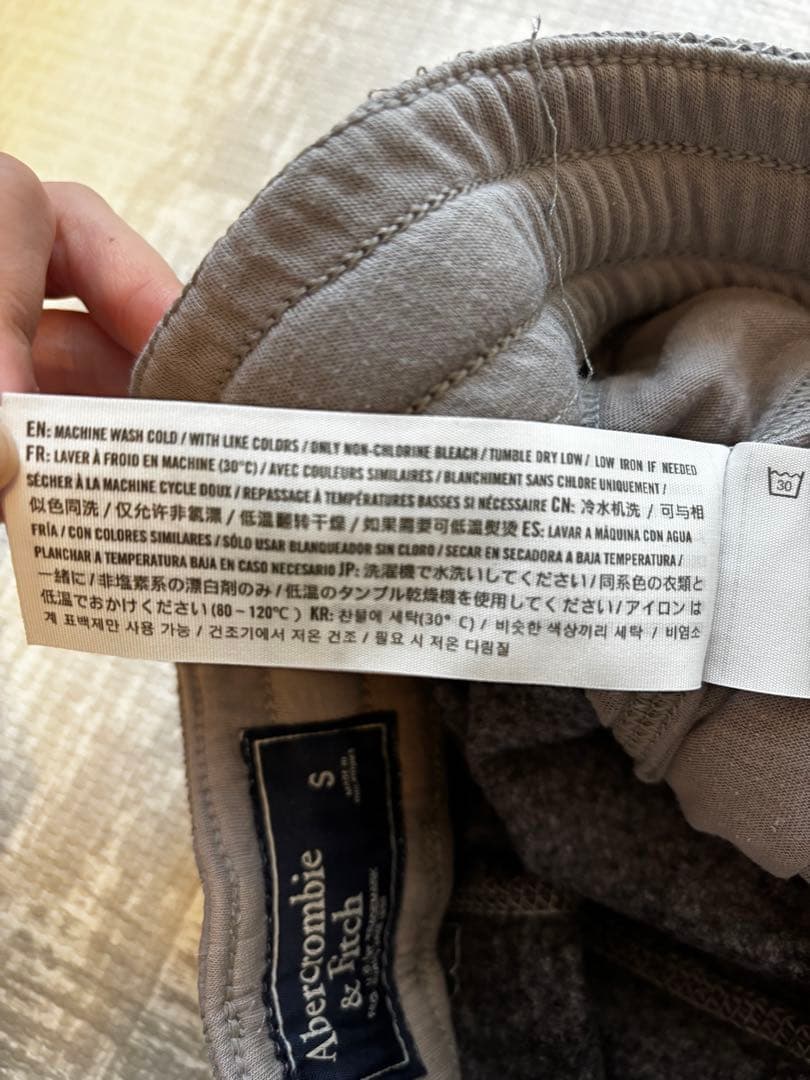 EN: MACHINE WASH COLD / WITH LIKE COLORS / ONLY NON-CHLORINE BLEACH / TUMBLE DRY LOW / LOW IRON IF NEEDED
FR: LAVER À FROID EN MACHINE (30°C) / AVEC COULEURS SIMILAIRES / BLANCHIMENT SANS CHLORE UNIQUEMENT /
SÉCHER À LA MACHINE CYCLE DOUX / REPASSAGE À TEMPÉRATURES BASSES SI NÉCESSAIRE CN: 冷水机洗 / 可与相
似色同洗 / 仅允许非氯漂 / 低温翻转干燥 / 如果需要可低温熨烫 ES: LAVAR A MÁQUINA CON AGUA
FRÍA / CON COLORES SIMILARES / SÓLO USAR BLANQUEADOR SIN CLORO / SECAR EN SECADORA A BAJA TEMPERATURA /
PLANCHAR A TEMPERATURA BAJA EN CASO NECESARIO JP: 洗濯機で水洗いしてください / 同系色の衣類と
一緒に / 非塩素系の漂白剤のみ / 低温のタンブル乾燥機を使用してください / アイロンは
低温でおかけください (80 – 120℃ ) KR: 찬물에 세탁(30° C) / 비슷한 색상끼리 세탁 / 비염소
계 표백제만 사용 가능 / 건조기에서 저온 건조 / 필요 시 저온 다림질
30
S
Abercrombie
& Fitch